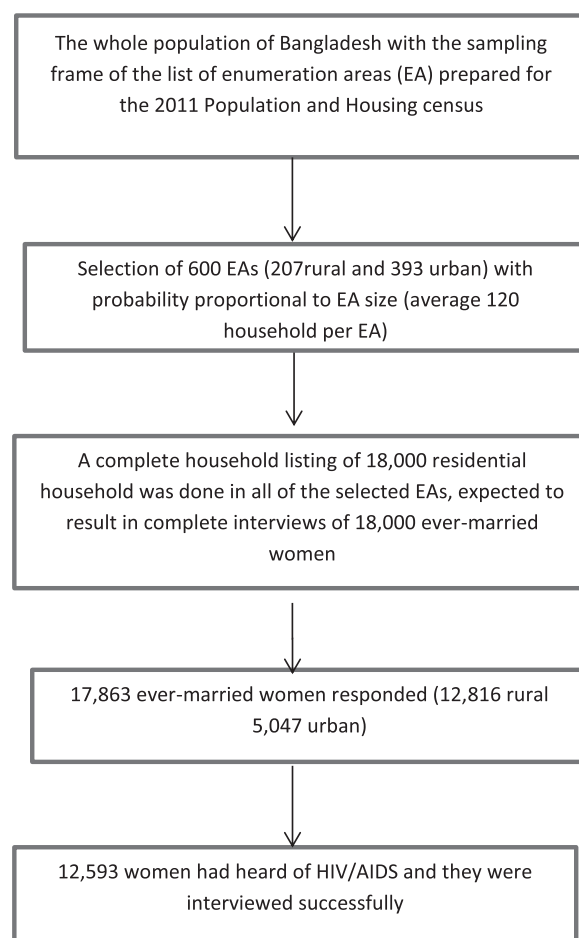 The whole population of Bangladesh with the sampling
frame of the list of enumeration areas (EA) prepared for
the 2011 Population and Housing census
Selection of 600 EAs (207rural and 393 urban) with
probability proportional to EA size (average 120
household per EA)
A complete household listing of 18,000 residential
household was done in all of the selected EAs, expected to
result in complete interviews of 18,000 ever-married
women
17,863 ever-married women responded (12,816 rural
5,047 urban)
12,593 women had heard of HIV/AIDS and they were
interviewed successfully